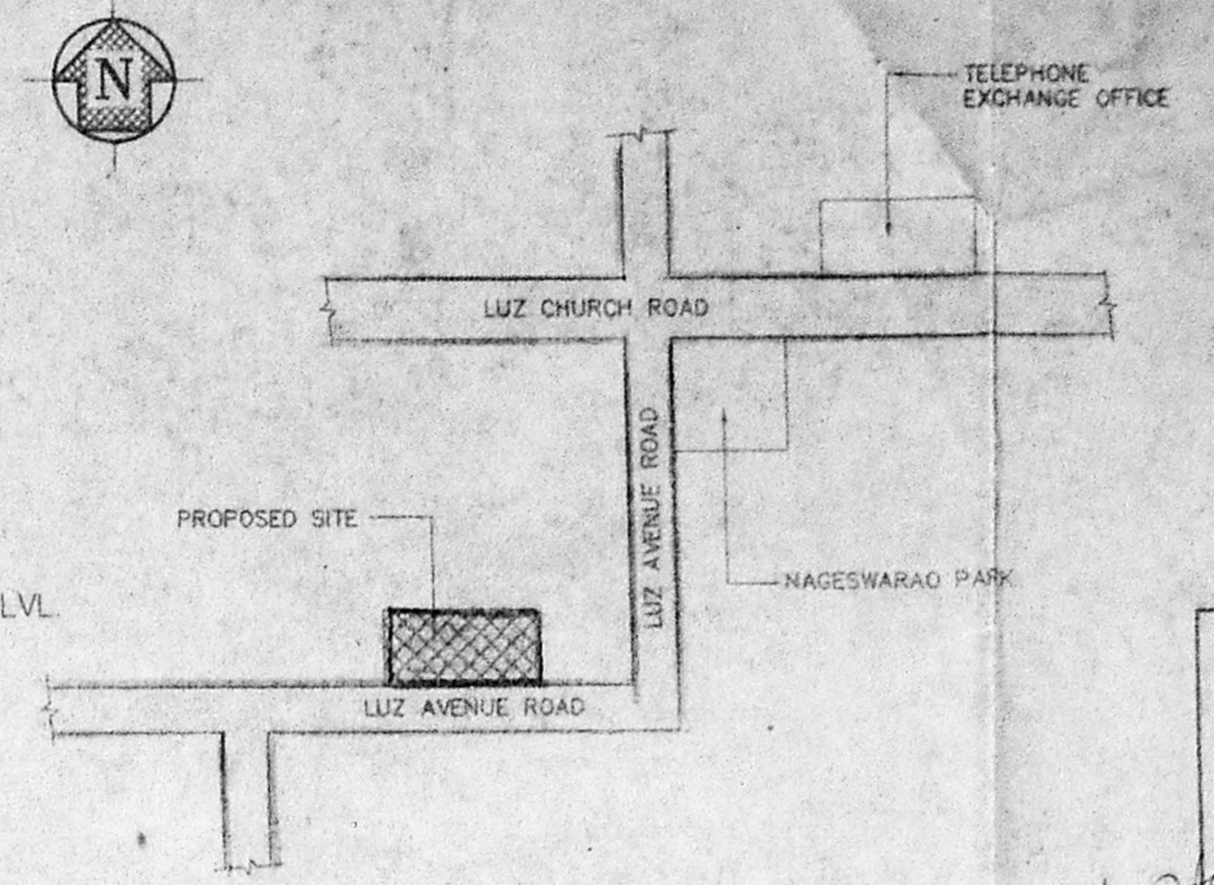 N
TELEPHONE
EXCHANGE OFFICE
LUZ CHURCH ROAD
LUZ AVENUE ROAD
PROPOSED SITE
NAGESWARAO PARK
LVL.
LUZ AVENUE ROAD